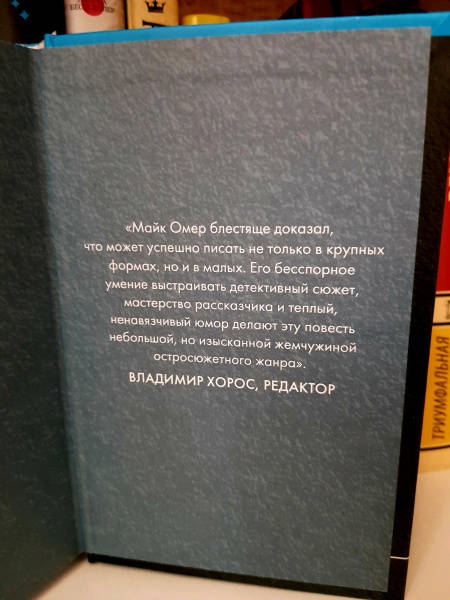 «Майк Омер блестяще доказал,
что может успешно писать не только в крупных
формах, но и в малых. Его бесспорное
умение выстраивать детективный сюжет,
мастерство рассказчика и теплый,
ненавязчивый юмор делают эту повесть
небольшой, но изысканной жемчужиной
остросюжетного жанра».
ВЛАДИМИР ХОРОС, РЕДАКТОР
ТРИУМФАЛЬНАЯ